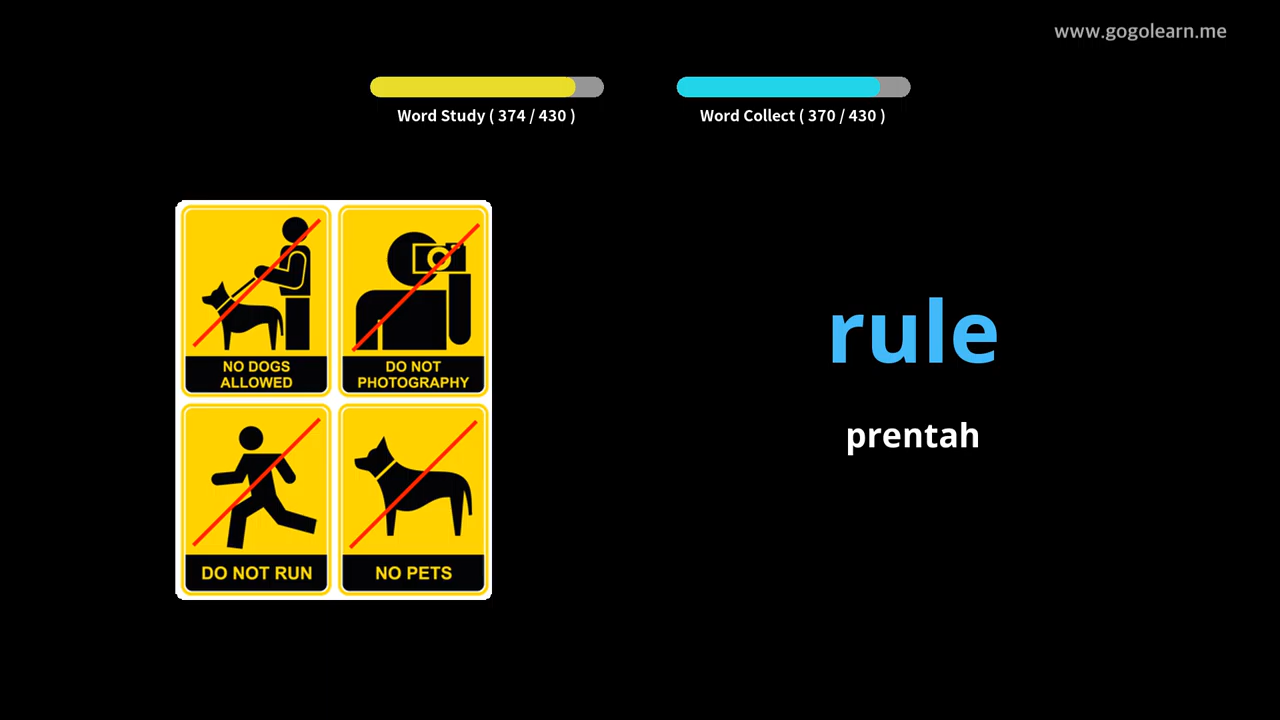 www.gogolearn.me
Word Study ( 374 / 430 )
Word Collect ( 370 / 430 )
NO DOGS
ALLOWED
DO NOT
PHOTOGRAPHY
DO NOT RUN
NO PETS
rule
prentah